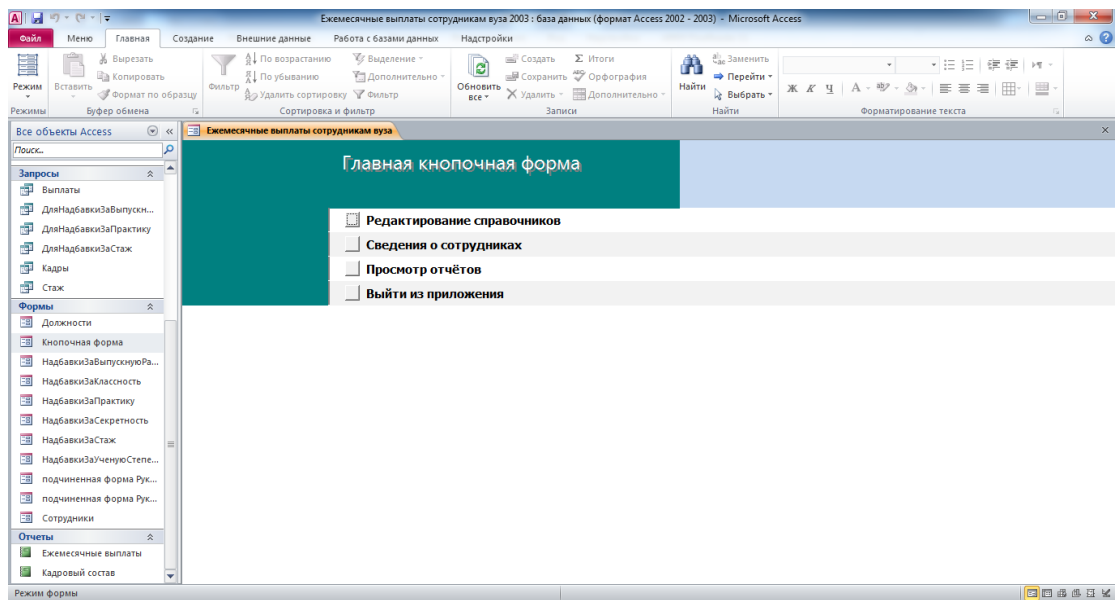 Ежемесячные выплаты сотрудникам вуза 2003 : база данных (формат Access 2002 - 2003) - Microsoft Access
Файл Меню Главная Создание Внешние данные Работа с базами данных Надстройки
Режим
Вставить
Вырезать
Копировать
Формат по образцу
Фильтр
По возрастанию
По убыванию
Удалить сортировку
Выделение
Дополнительно
Фильтр
Обновить все
Создать
Сохранить
Удалить
Итоги
Орфография
Дополнительно
Найти
Заменить
Перейти
Выбрать
Ж К Ч А
Режимы Буфер обмена Сортировка и фильтр Записи Найти Форматирование текста
Все объекты Access
Поиск...
Запросы
Выплаты
ДляНадбавкиЗаВыпускн...
ДляНадбавкиЗаПрактику
ДляНадбавкиЗаСтаж
Кадры
Стаж
Формы
Должности
Кнопочная форма
НадбавкиЗаВыпускнуюРа...
НадбавкиЗаКлассность
НадбавкиЗаПрактику
НадбавкиЗаСекретность
НадбавкиЗаСтаж
НадбавкиЗаУченуюСтепе...
подчиненная форма Рук...
подчиненная форма Рук...
Сотрудники
Отчеты
Ежемесячные выплаты
Кадровый состав
Ежемесячные выплаты сотрудникам вуза
Главная кнопочная форма
Редактирование справочников
Сведения о сотрудниках
Просмотр отчётов
Выйти из приложения
Режим формы